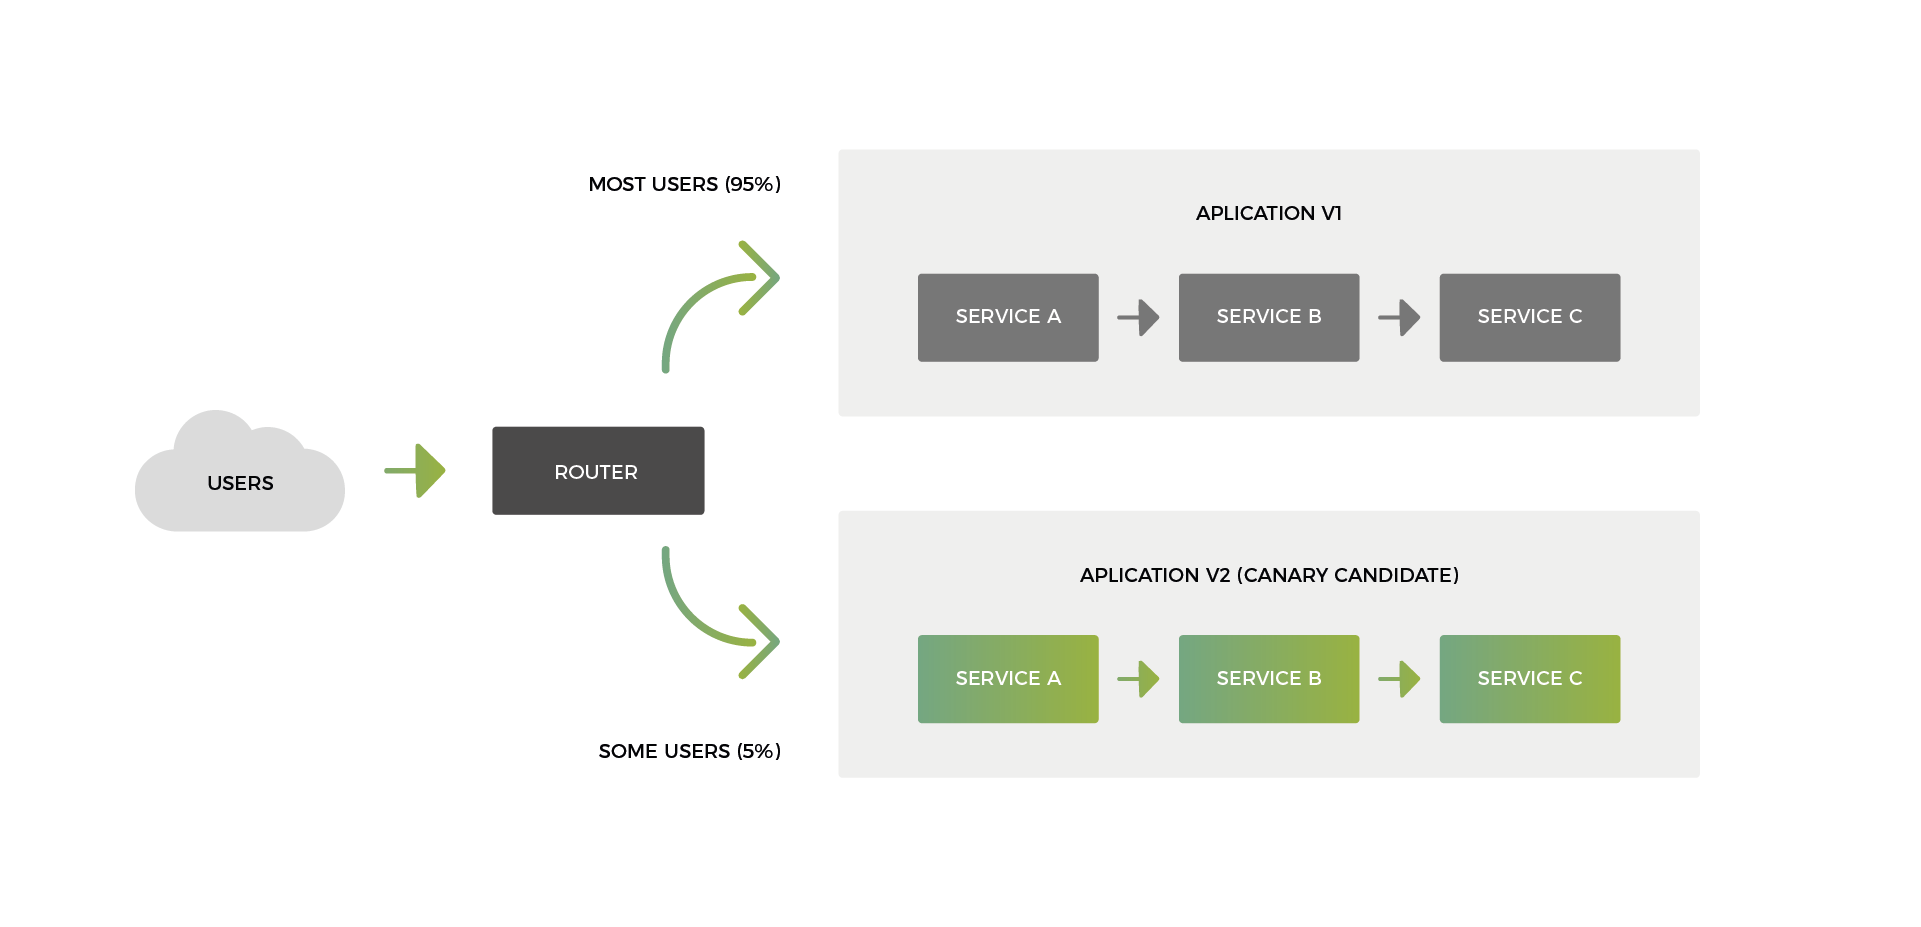 MOST USERS (95%)
APLICATION V1
SERVICE A
SERVICE B
SERVICE C
USERS
ROUTER
APLICATION V2 (CANARY CANDIDATE)
SERVICE A
SERVICE B
SERVICE C
SOME USERS (5%)